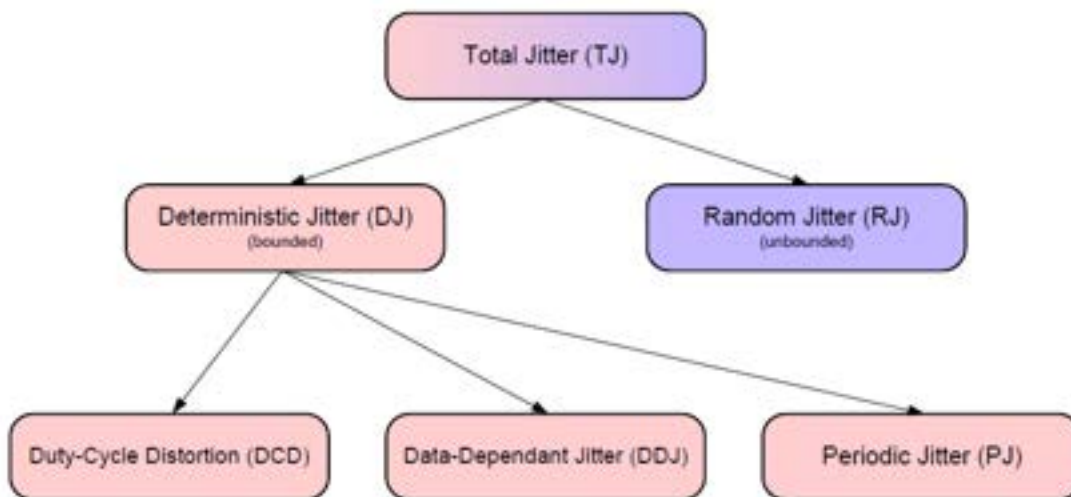 Total Jitter (TJ)
Deterministic Jitter (DJ)
(bounded)
Random Jitter (RJ)
(unbounded)
Duty-Cycle Distortion (DCD)
Data-Dependant Jitter (DDJ)
Periodic Jitter (PJ)